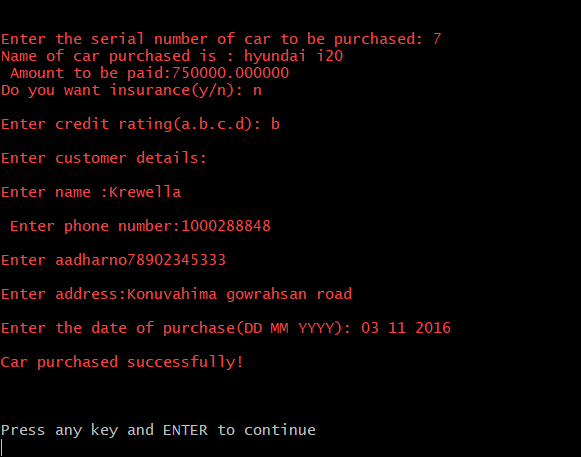 Enter the serial number of car to be purchased: 7
Name of car purchased is : hyundai i20
Amount to be paid:750000.000000
Do you want insurance(y/n): n
Enter credit rating(a.b.c.d): b
Enter customer details:
Enter name :Krewella
Enter phone number:1000288848
Enter aadharno78902345333
Enter address:Konuvahima gowrahsan road
Enter the date of purchase(DD MM YYYY): 03 11 2016
Car purchased successfully!
Press any key and ENTER to continue